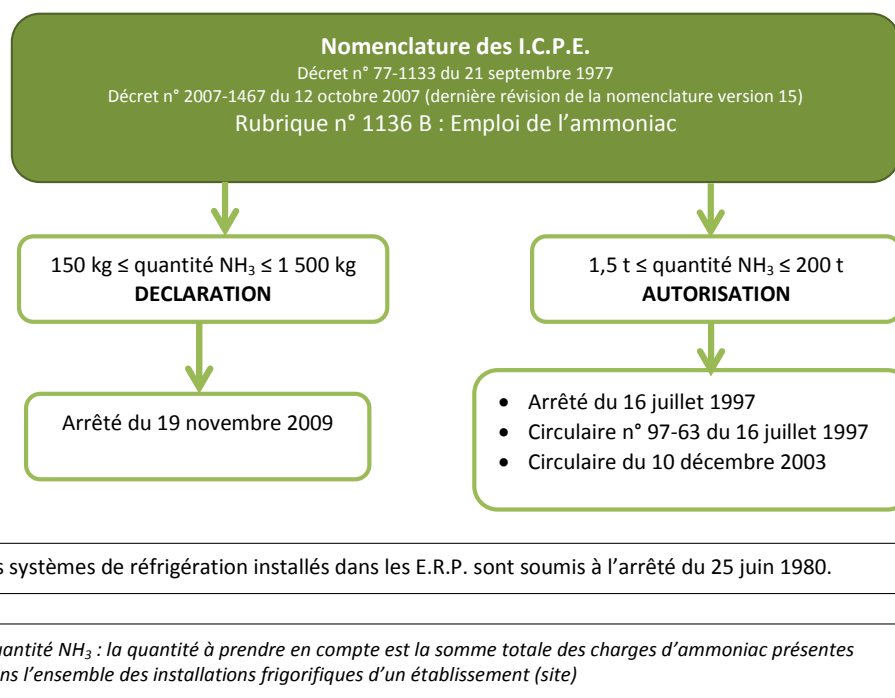 Nomenclature des I.C.P.E.
Décret n° 77-1133 du 21 septembre 1977
Décret n° 2007-1467 du 12 octobre 2007 (dernière révision de la nomenclature version 15)
Rubrique n° 1136 B : Emploi de l’ammoniac
150 kg ≤ quantité NH₃ ≤ 1 500 kg
DECLARATION
1,5 t ≤ quantité NH₃ ≤ 200 t
AUTORISATION
Arrêté du 19 novembre 2009
• Arrêté du 16 juillet 1997
• Circulaire n° 97-63 du 16 juillet 1997
• Circulaire du 10 décembre 2003
s systèmes de réfrigération installés dans les E.R.P. sont soumis à l’arrêté du 25 juin 1980.
uantité NH₃ : la quantité à prendre en compte est la somme totale des charges d’ammoniac présentes
ns l’ensemble des installations frigorifiques d’un établissement (site)